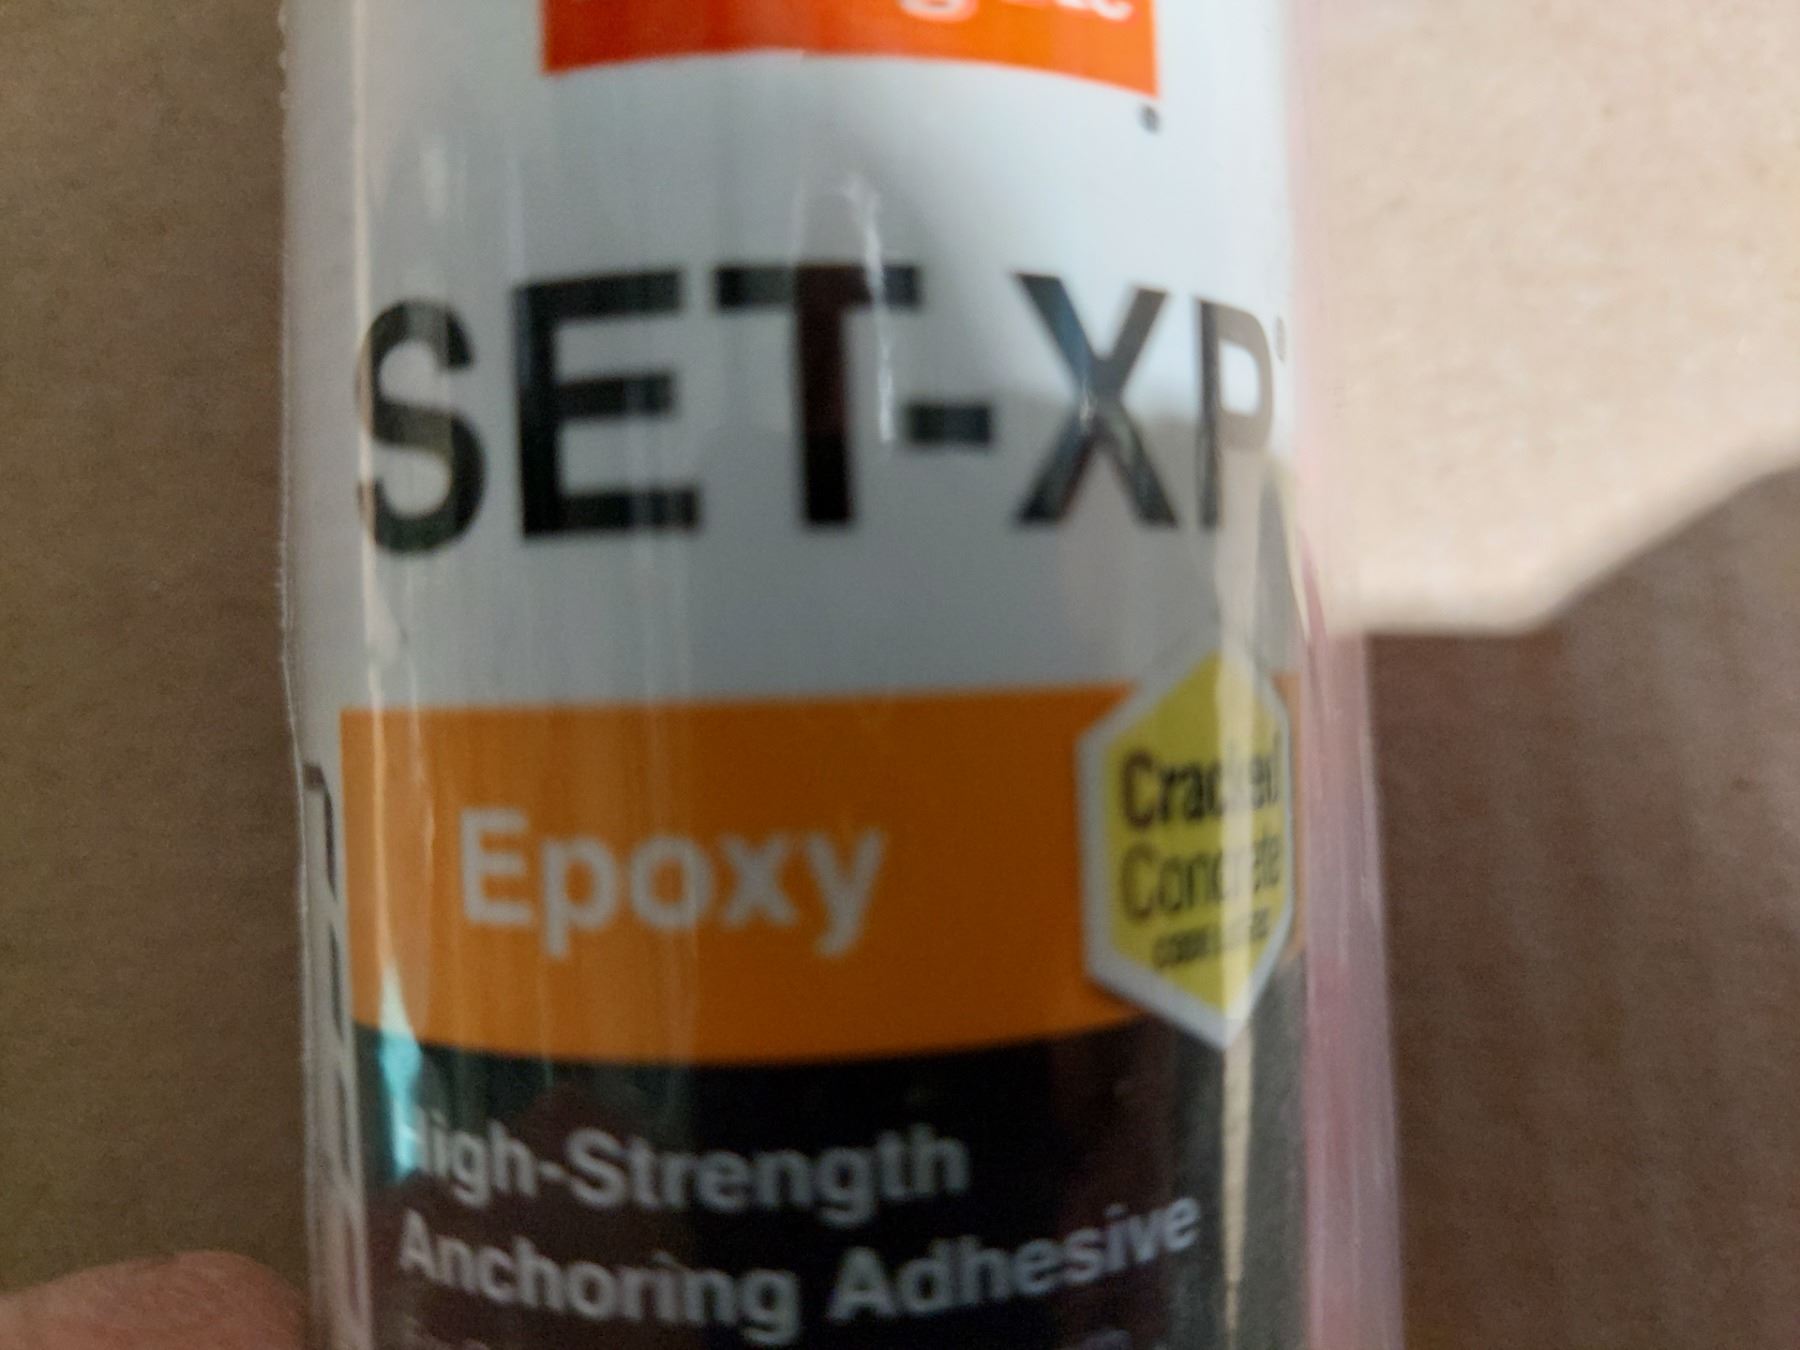 SET-XP®
Epoxy
Cracked
Concrete
High-Strength
Anchoring Adhesive